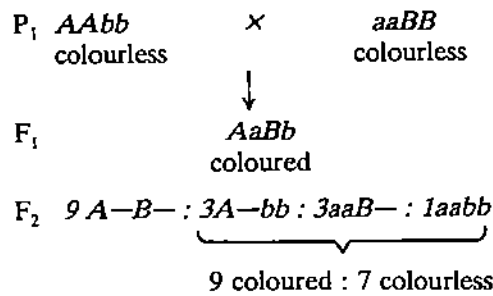 P₁ AAbb × aaBB
colourless colourless
F₁ AaBb
coloured
F₂ 9 A—B— : 3A—bb : 3aaB— : 1aabb
9 coloured : 7 colourless